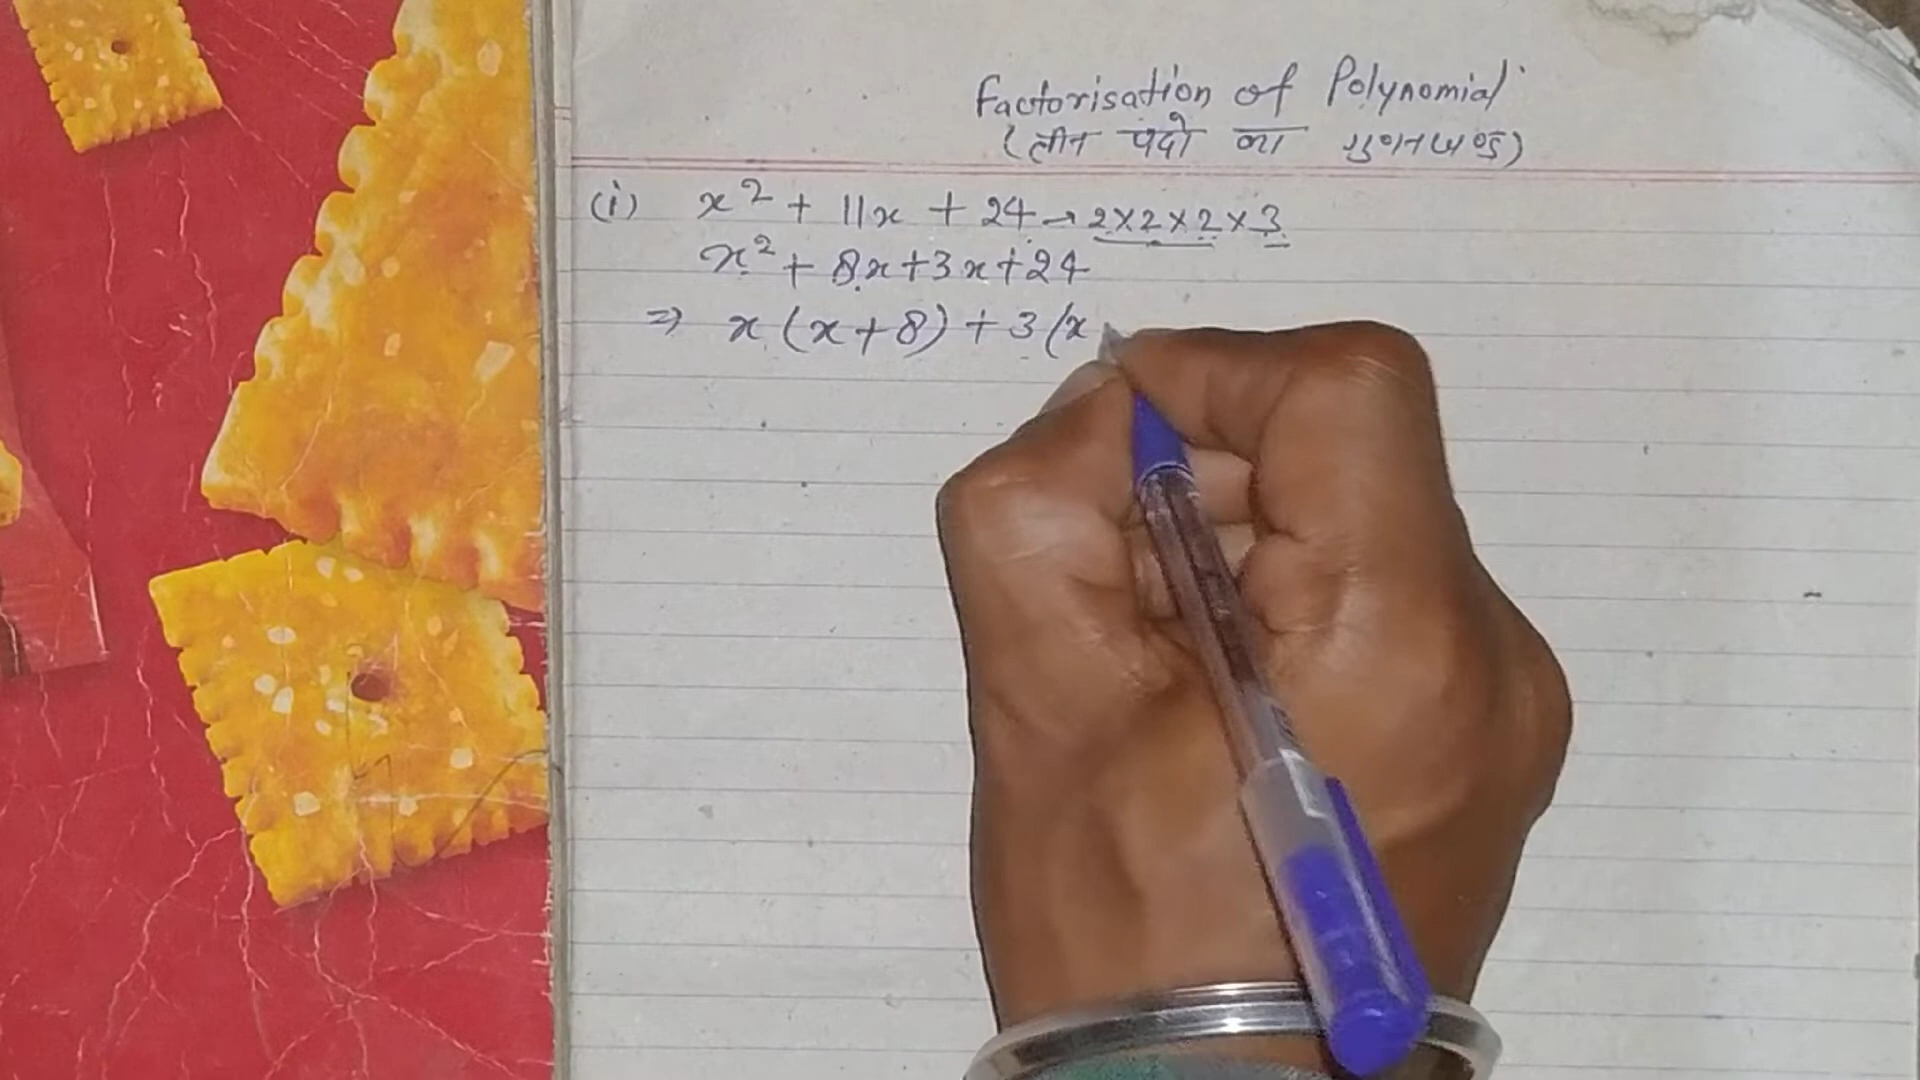 Factorisation of Polynomial
(तीन पदो का गुणनखण्ड)
(i) x² + 11x + 24 → 2×2×2×3
x² + 8x+3x+24
⇒ x (x+8) + 3 (x